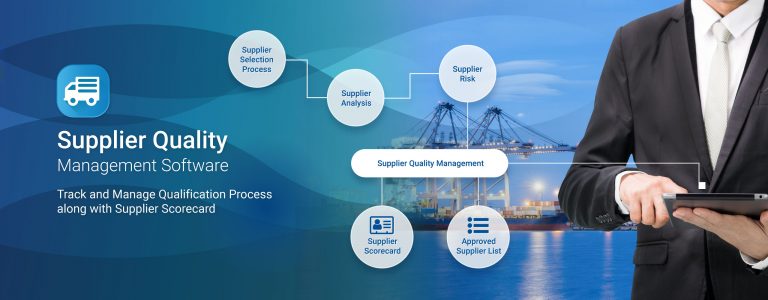 Supplier Quality
Management Software
Track and Manage Qualification Process
along with Supplier Scorecard
Supplier
Selection
Process
Supplier
Analysis
Supplier
Risk
Supplier Quality Management
Supplier
Scorecard
Approved
Supplier List